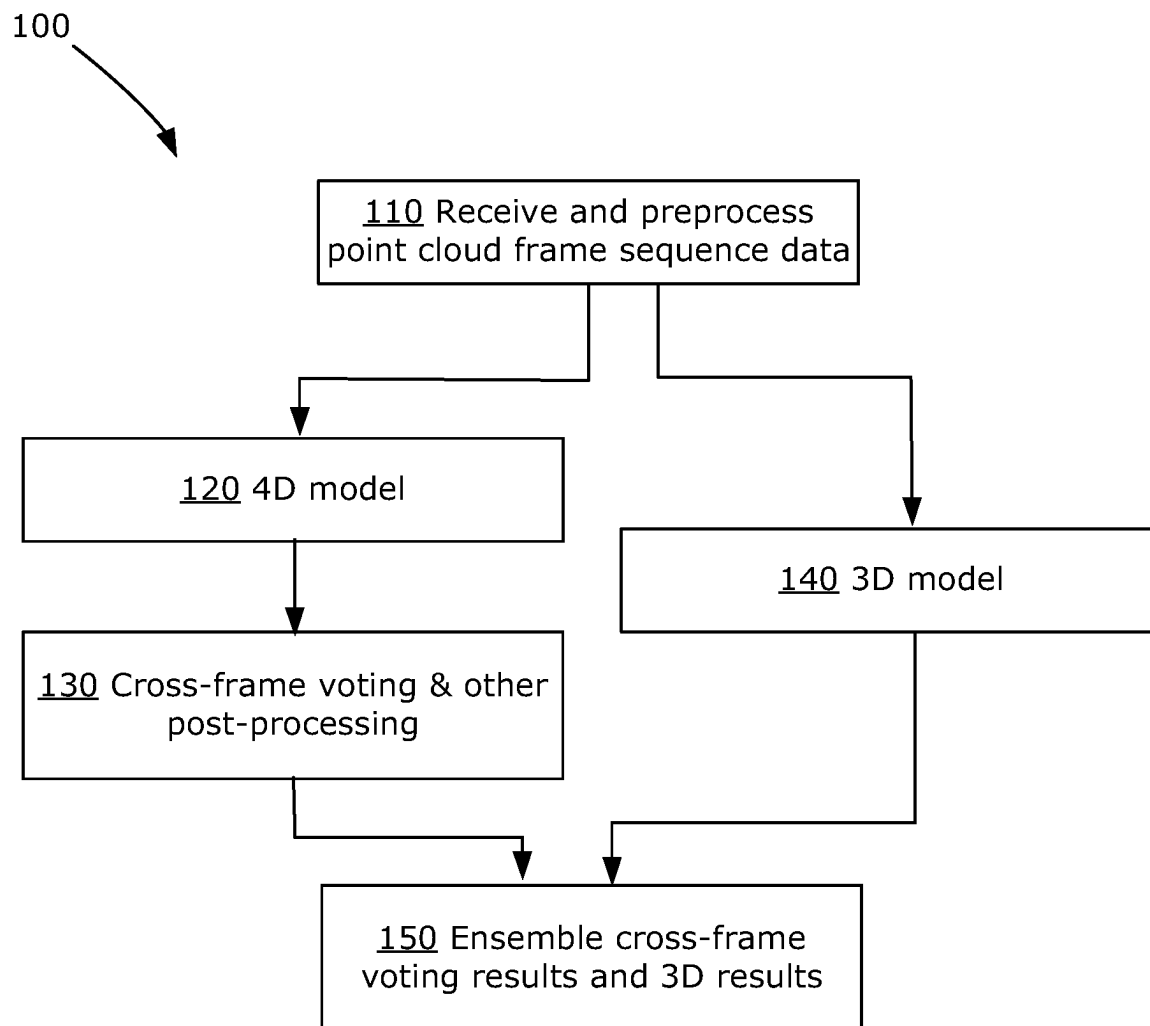 100
110 Receive and preprocess
point cloud frame sequence data
120 4D model
140 3D model
130 Cross-frame voting & other
post-processing
150 Ensemble cross-frame
voting results and 3D results